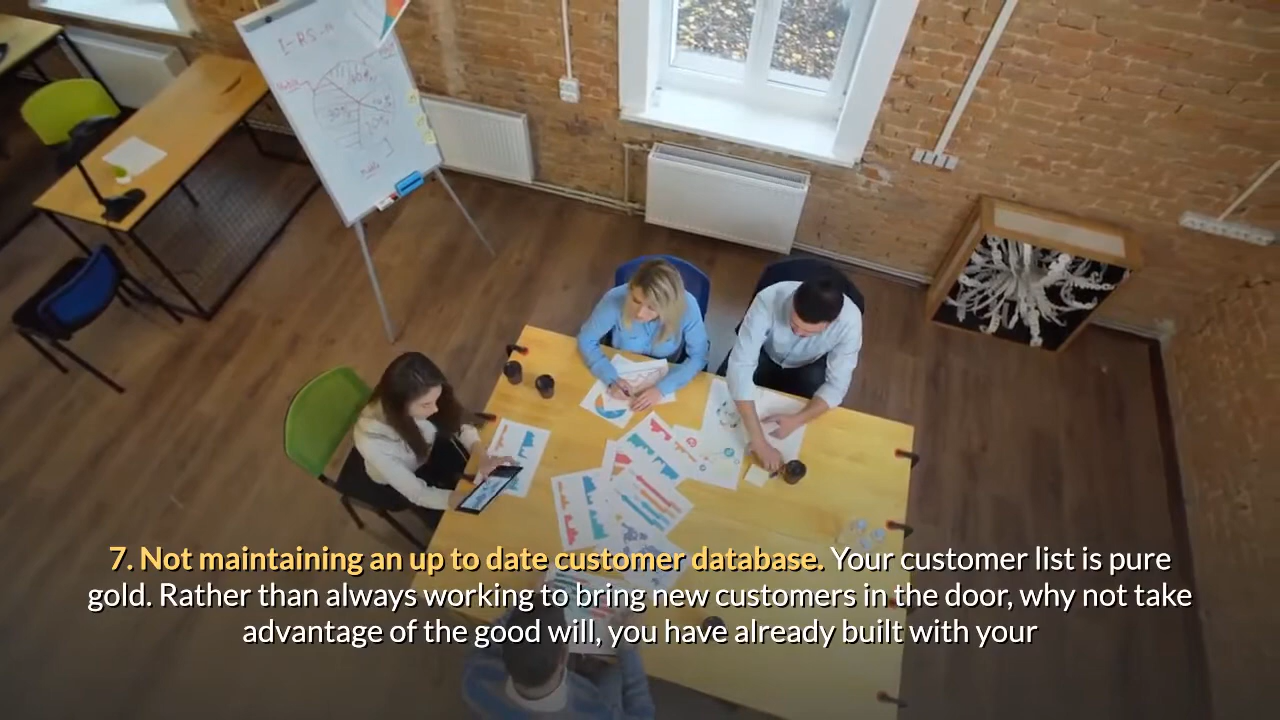 7. Not maintaining an up to date customer database. Your customer list is pure
gold. Rather than always working to bring new customers in the door, why not take
advantage of the good will, you have already built with your